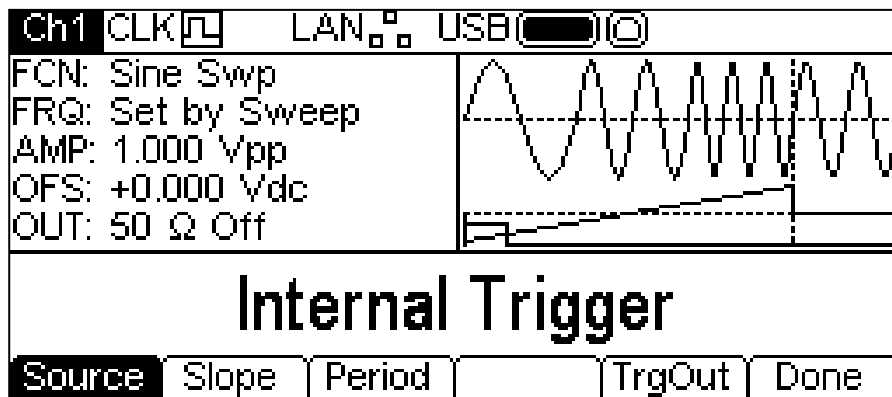 Ch1 CLK LAN USB
FCN: Sine Swp
FRQ: Set by Sweep
AMP: 1.000 Vpp
OFS: +0.000 Vdc
OUT: 50 Ω Off
Internal Trigger
Source Slope Period TrgOut Done